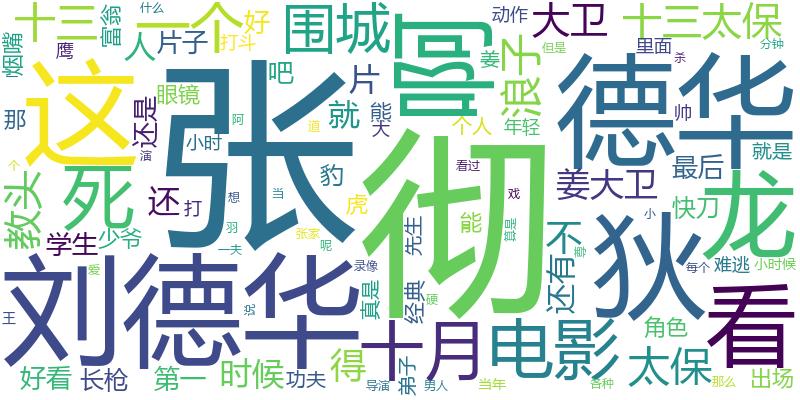 十三
一个
好
围城
啊
动作
大卫
十三太保
烟嘴
富翁
人
片子
打斗
里面
但是
什么
分钟
鹰
吧
浪子
姜
杀
这
张
片
德华
那
还是
眼镜
就
熊
大
个人
年轻
帅
演
小时
阿
道
彻
最后
就是
个
死
还
打
豹
看过
姜大卫
龙
教头
虎
能
戏
不
快刀
学生
少爷
想
当
先生
真是
还有
狄
小
羽
张家
一夫
呢
尊
难逃
小时候
爱
录像
每个
刘德华
真是
经典
看
王
说
硬
十月
电影
角色
太保
好看
长枪
第一
时候
功夫
得
导演
弟子
男人
当年
各种
那么
出场